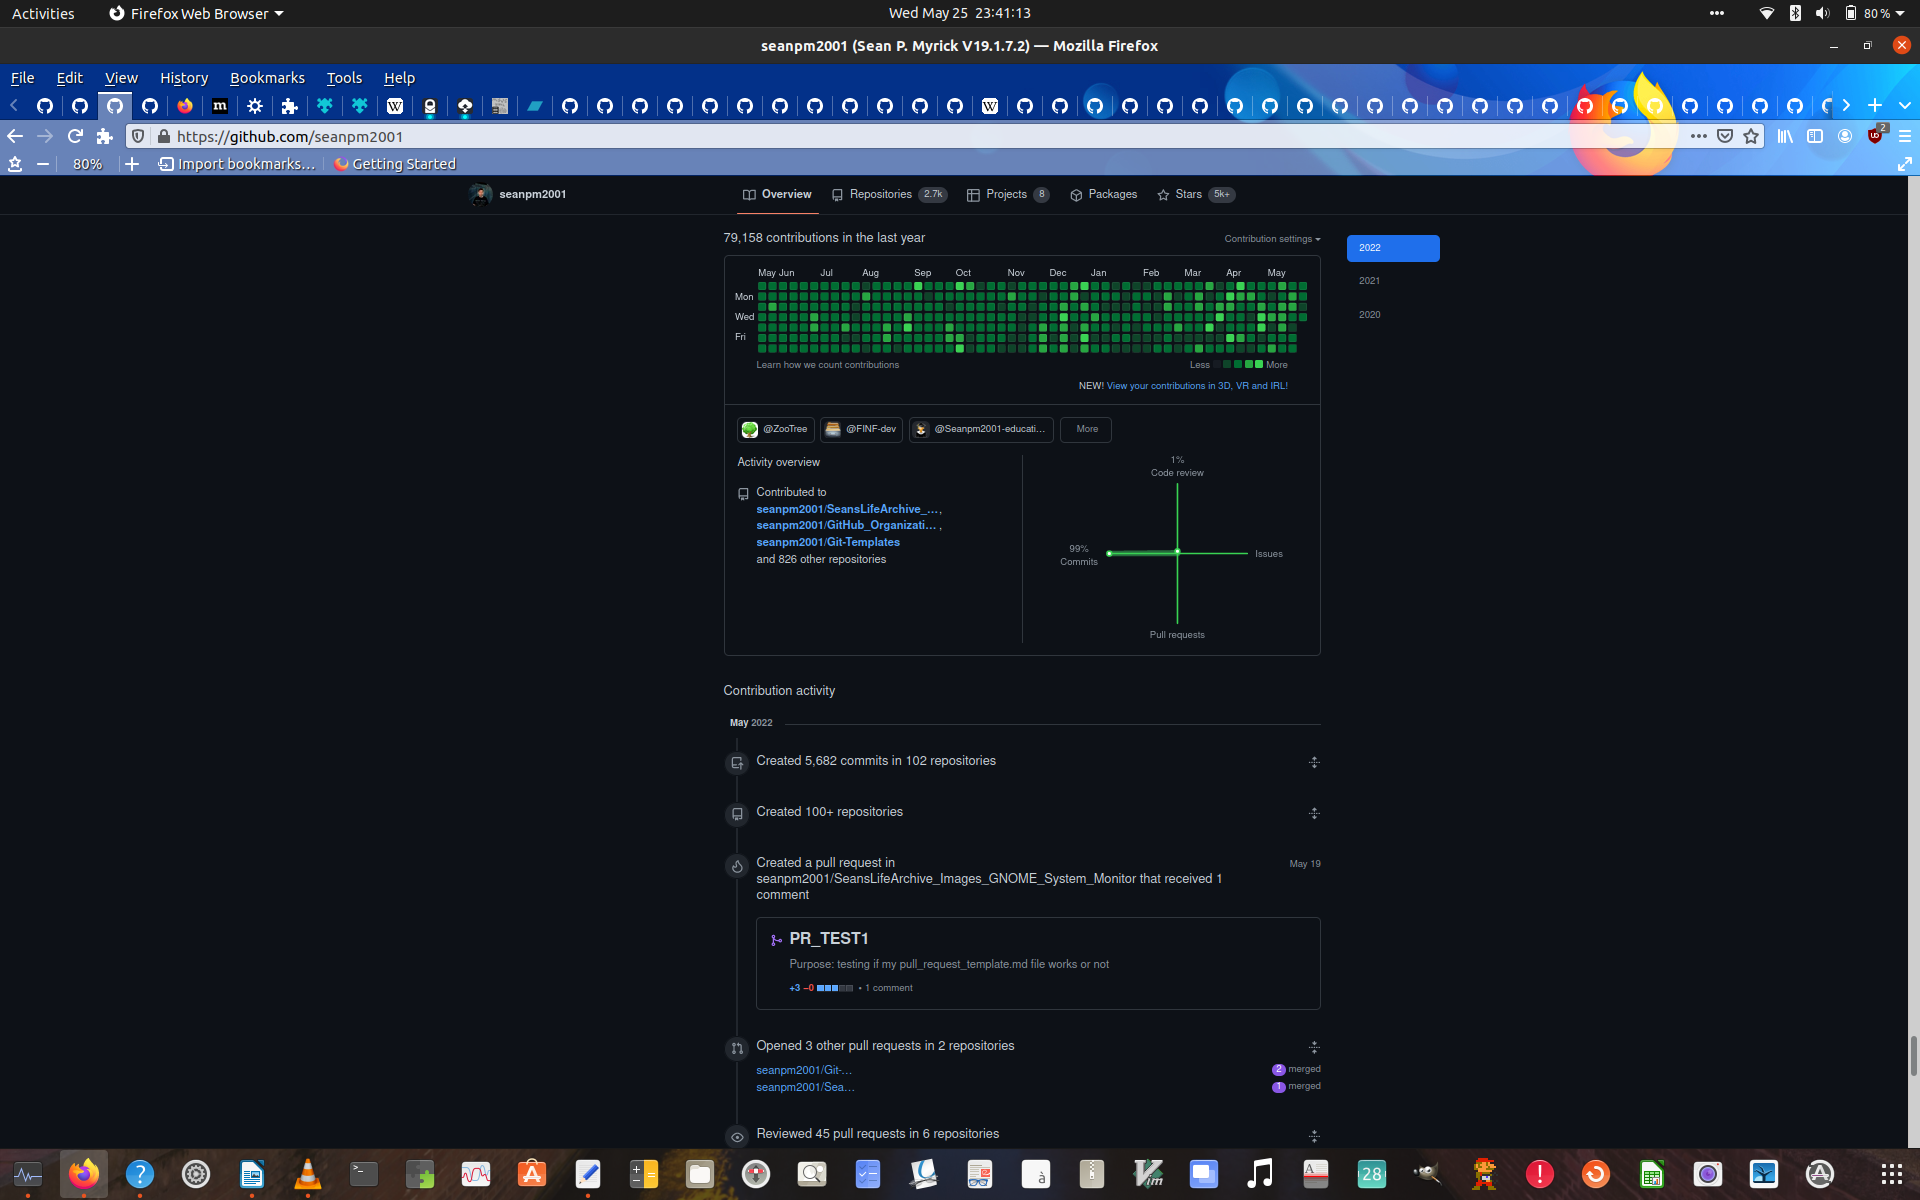 Activities
Firefox Web Browser
Wed May 25 23:41:13
80 %
seanpm2001 (Sean P. Myrick V19.1.7.2) — Mozilla Firefox
File Edit View History Bookmarks Tools Help
https://github.com/seanpm2001
2
80%
Import bookmarks...
Getting Started
seanpm2001
Overview
Repositories 2.7k
Projects 8
Packages
Stars 5k+
79,158 contributions in the last year
Contribution settings
2022
2021
2020
May Jun Jul Aug Sep Oct Nov Dec Jan Feb Mar Apr May
Mon
Wed
Fri
Learn how we count contributions
Less More
NEW! View your contributions in 3D, VR and IRL!
@ZooTree
@FINF-dev
@Seanpm2001-educati...
More
Activity overview
Contributed to
seanpm2001/SeansLifeArchive_... ,
seanpm2001/GitHub_Organizati... ,
seanpm2001/Git-Templates
and 826 other repositories
1%
Code review
99%
Commits
Issues
Pull requests
Contribution activity
May 2022
Created 5,682 commits in 102 repositories
Created 100+ repositories
Created a pull request in
seanpm2001/SeansLifeArchive_Images_GNOME_System_Monitor that received 1
comment
May 19
PR_TEST1
Purpose: testing if my pull_request_template.md file works or not
+3 −0 • 1 comment
Opened 3 other pull requests in 2 repositories
seanpm2001/Git-...
2 merged
seanpm2001/Sea...
1 merged
Reviewed 45 pull requests in 6 repositories
28